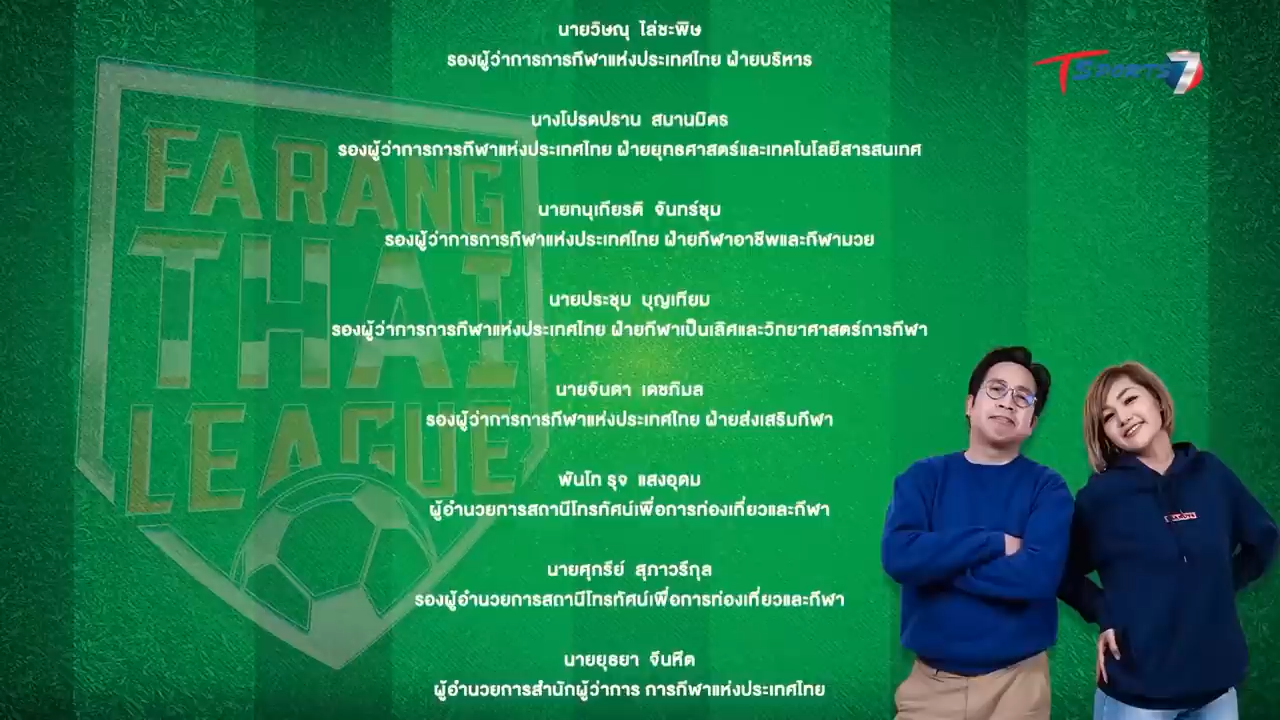 นายวิษณุ ไล่ชะพิษ
รองผู้ว่าการการกีฬาแห่งประเทศไทย ฝ่ายบริหาร
นางโปรดปราน สมานมิตร
รองผู้ว่าการการกีฬาแห่งประเทศไทย ฝ่ายยุทธศาสตร์และเทคโนโลยีสารสนเทศ
นายทนุเกียรติ จันทร์ชุม
รองผู้ว่าการการกีฬาแห่งประเทศไทย ฝ่ายกีฬาอาชีพและกีฬามวย
นายประชุม บุญเทียม
รองผู้ว่าการการกีฬาแห่งประเทศไทย ฝ่ายกีฬาเป็นเลิศและวิทยาศาสตร์การกีฬา
นายจินดา เดชภิมล
รองผู้ว่าการการกีฬาแห่งประเทศไทย ฝ่ายส่งเสริมกีฬา
พันโท รุจ แสงอุดม
ผู้อำนวยการสถานีโทรทัศน์เพื่อการท่องเที่ยวและกีฬา
นายศุภรีย์ สุภาวรีกุล
รองผู้อำนวยการสถานีโทรทัศน์เพื่อการท่องเที่ยวและกีฬา
นายยุธยา จีนหีต
ผู้อำนวยการสำนักผู้ว่าการ การกีฬาแห่งประเทศไทย
FARANG
THAI
LEAGUE
T SPORTS 7